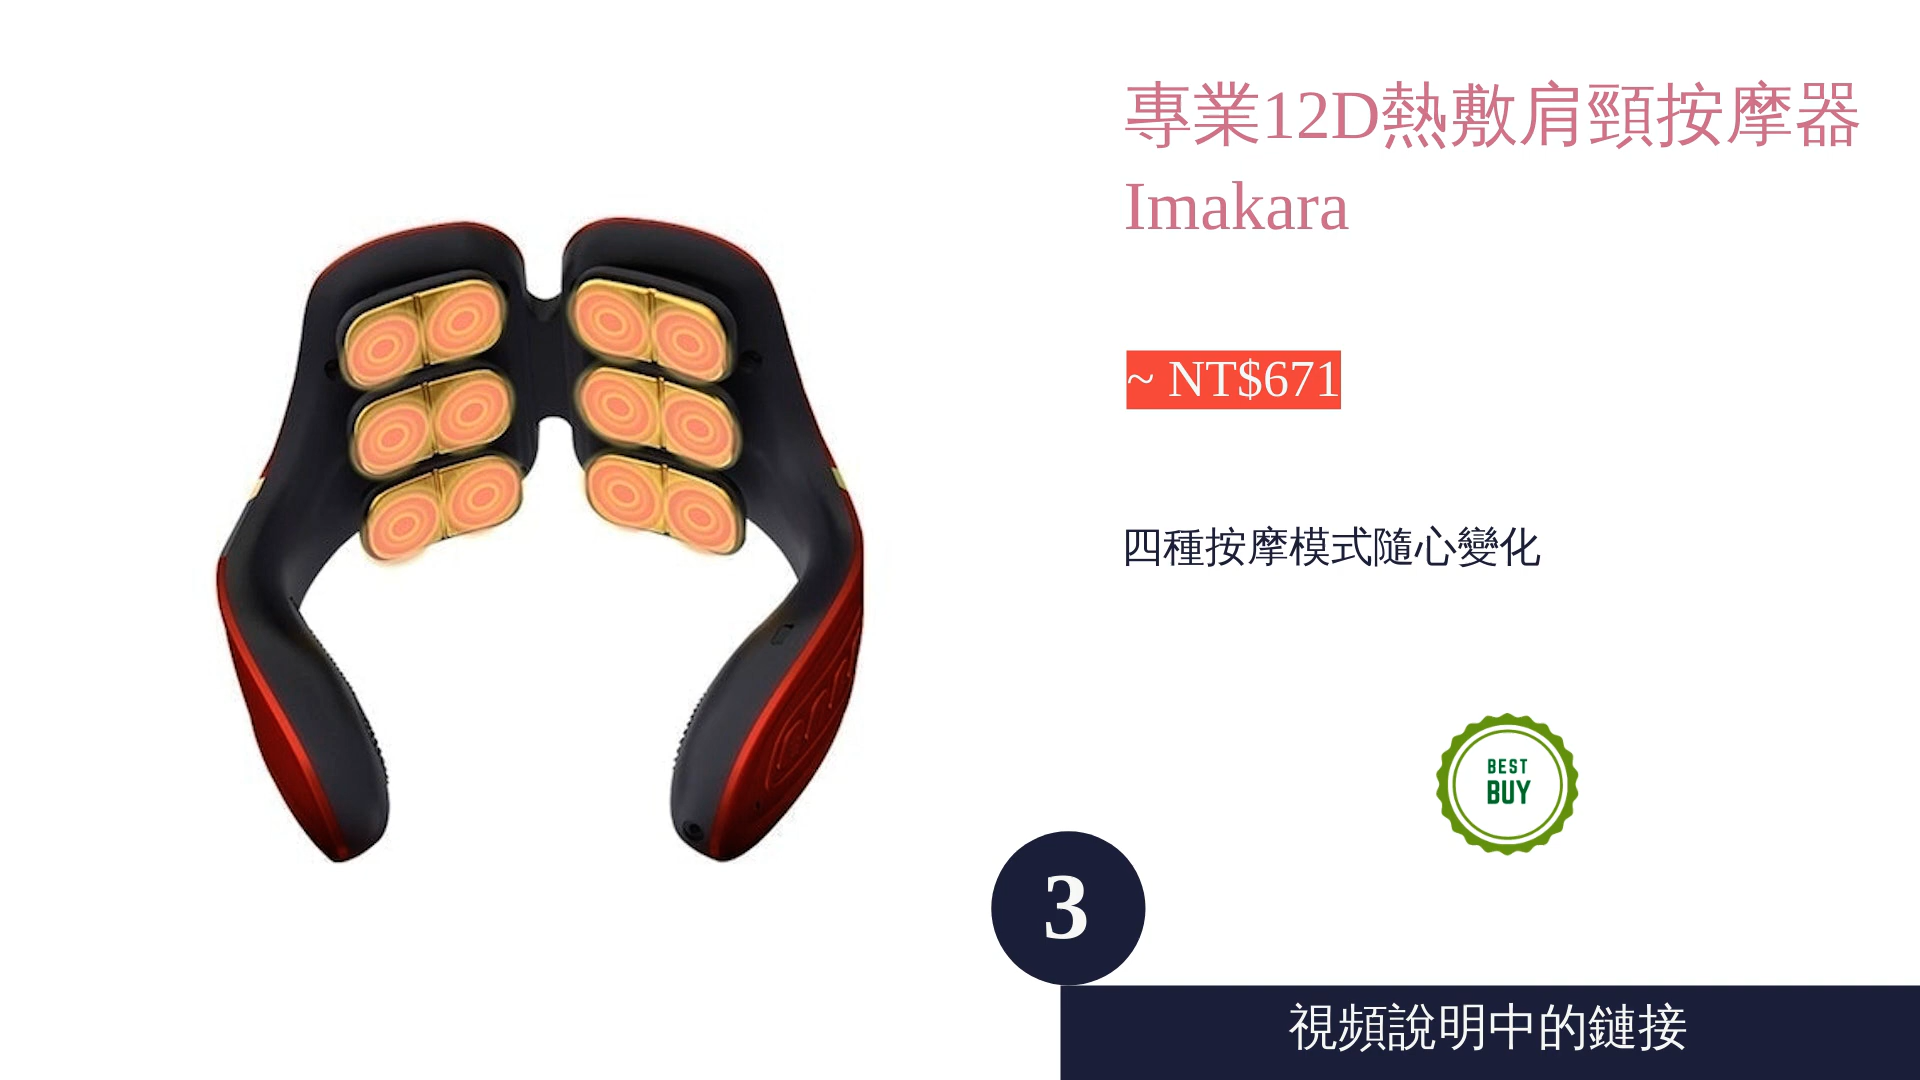 專業12D熱敷肩頸按摩器
Imakara
~ NT$671
四種按摩模式隨心變化
BEST
BUY
3
視頻說明中的鏈接